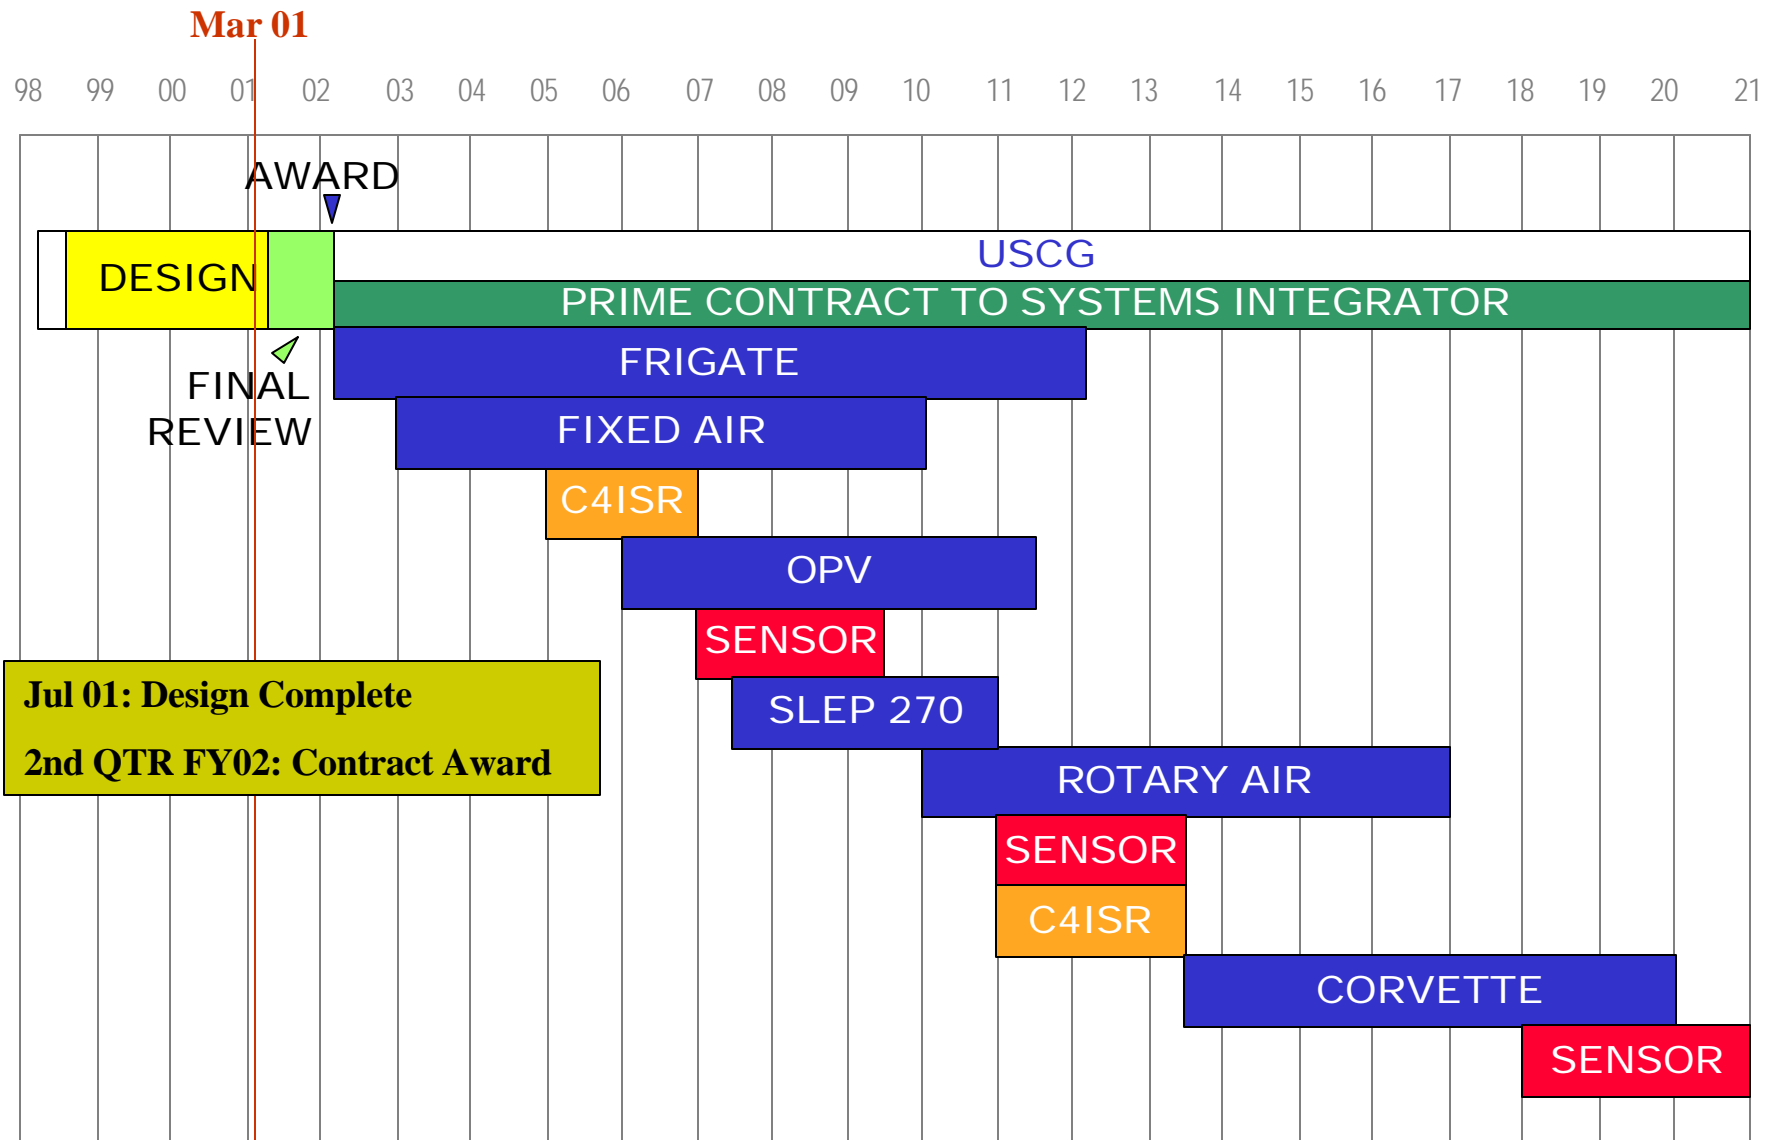 Mar 01
98 99 00 01 02 03 04 05 06 07 08 09 10 11 12 13 14 15 16 17 18 19 20 21
AWARD
USCG
DESIGN
PRIME CONTRACT TO SYSTEMS INTEGRATOR
FRIGATE
FINAL
REVIEW
FIXED AIR
C4ISR
OPV
SENSOR
Jul 01: Design Complete
2nd QTR FY02: Contract Award
SLEP 270
ROTARY AIR
SENSOR
C4ISR
CORVETTE
SENSOR